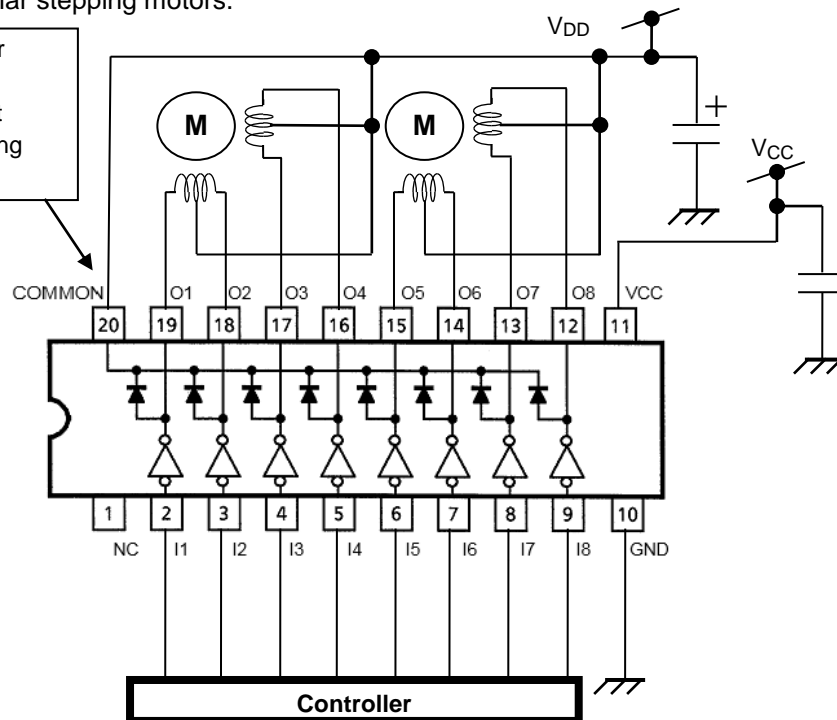 ar stepping motors.
r
t
ng
VDD
+
VCC
M
M
COMMON
O1
O2
O3
O4
O5
O6
O7
O8
VCC
20
19
18
17
16
15
14
13
12
11
1
2
3
4
5
6
7
8
9
10
NC
I1
I2
I3
I4
I5
I6
I7
I8
GND
Controller